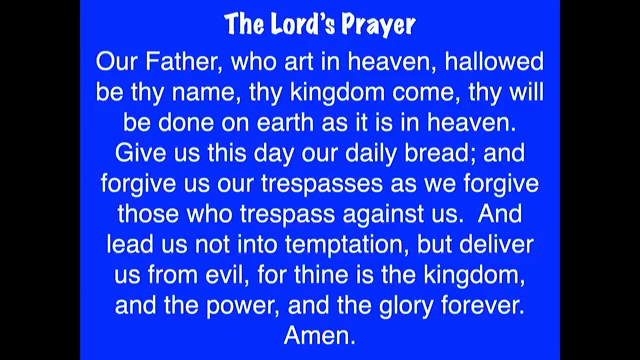 The Lord's Prayer
Our Father, who art in heaven, hallowed
be thy name, thy kingdom come, thy will
be done on earth as it is in heaven.
Give us this day our daily bread; and
forgive us our trespasses as we forgive
those who trespass against us.  And
lead us not into temptation, but deliver
us from evil, for thine is the kingdom,
and the power, and the glory forever.
Amen.